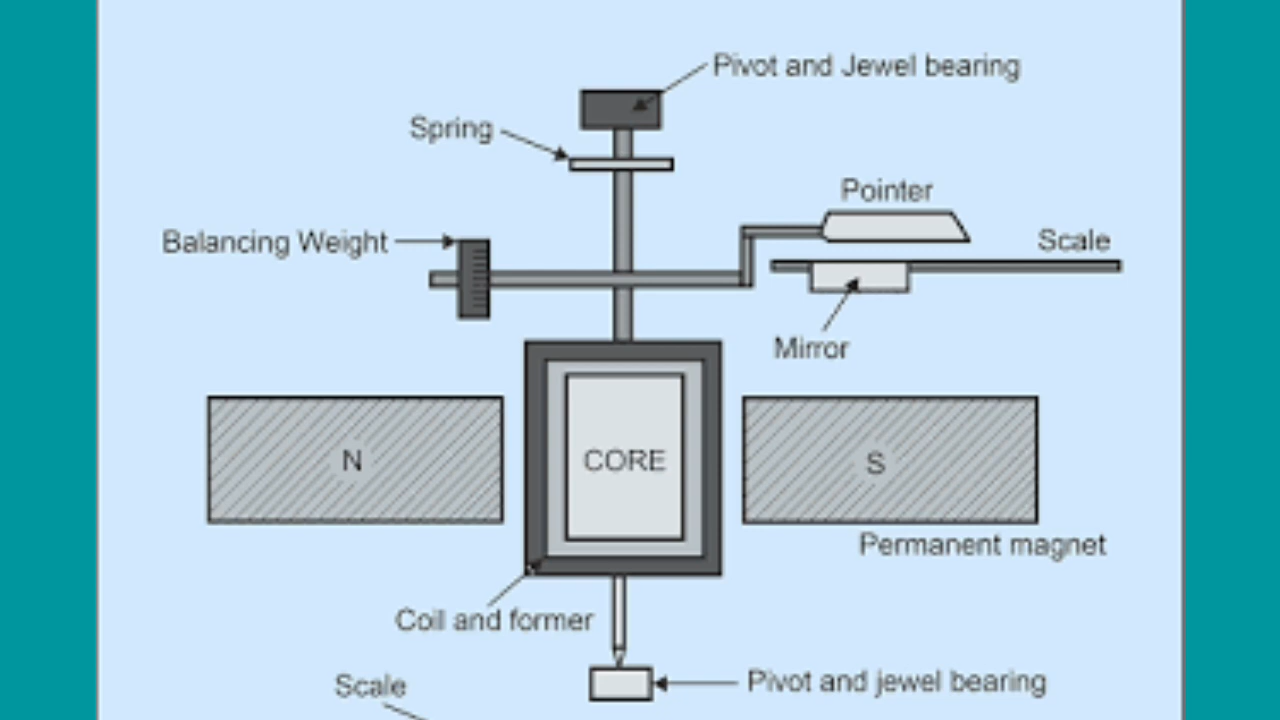 Pivot and Jewel bearing
Spring
Pointer
Balancing Weight
Scale
Mirror
N
CORE
S
Permanent magnet
Coil and former
Scale
Pivot and jewel bearing